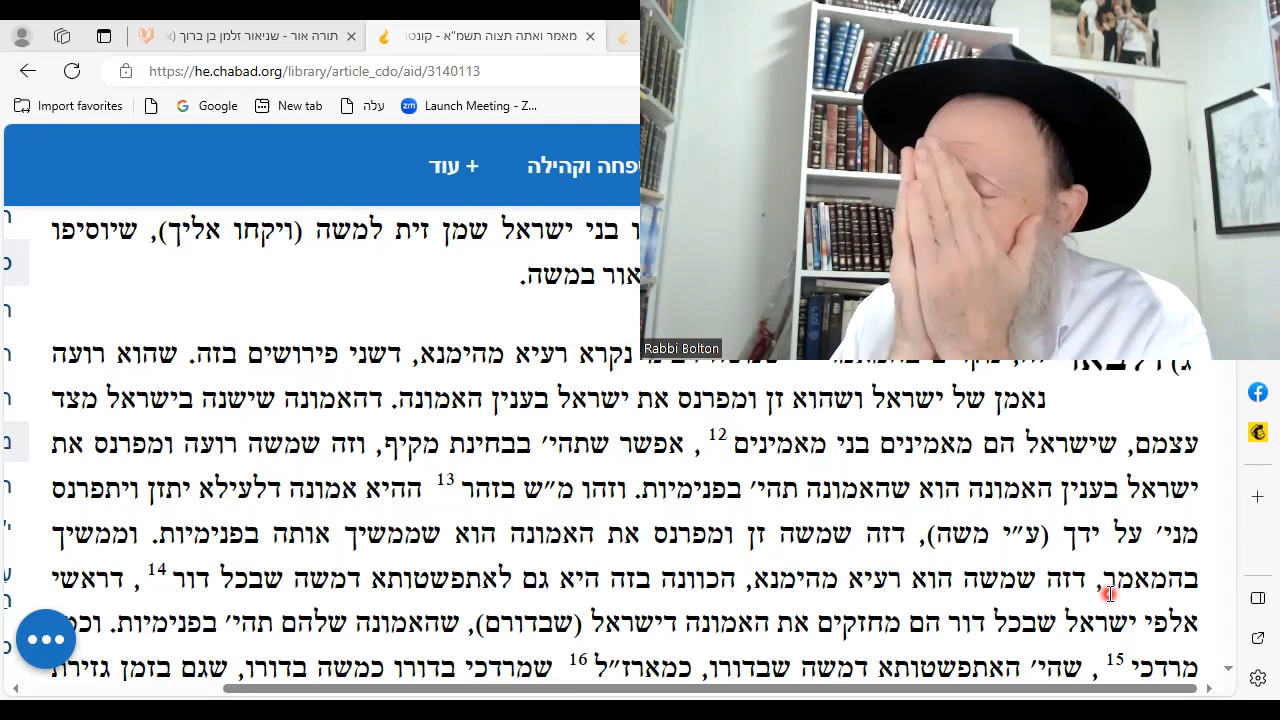 תורה אור - שניאור זלמן בן ברוך (א
מאמר ואתה תצוה תשמ"א - קונטר
https://he.chabad.org/library/article_cdo/aid/3140113
Import favorites
Google
New tab
עלה
Launch Meeting - Z...
פחה וקהילה
+ עוד
Rabbi Bolton
ו בני ישראל שמן זית למשה (ויקחו אליך), שיוסיפו
אור במשה.
נקרא רעיא מהימנא, דשני פירושים בזה. שהוא רועה
נאמן של ישראל ושהוא זן ומפרנס את ישראל בענין האמונה. דהאמונה שישנה בישראל מצד
עצמם, שישראל הם מאמינים בני מאמינים 12, אפשר שתהי׳ בבחינת מקיף, וזה שמשה רועה ומפרנס את
ישראל בענין האמונה הוא שהאמונה תהי׳ בפנימיות. וזהו מ״ש בזהר 13 ההיא אמונה דלעילא יתזן ויתפרנס
מני׳ על ידך (ע״י משה), דזה שמשה זן ומפרנס את האמונה הוא שממשיך אותה בפנימיות. וממשיך
בהמאמר, דזה שמשה הוא רעיא מהימנא, הכוונה בזה היא גם לאתפשטותא דמשה שבכל דור 14, דראשי
אלפי ישראל שבכל דור הם מחזקים את האמונה דישראל (שבדורם), שהאמונה שלהם תהי׳ בפנימיות.
מרדכי 15, שהי׳ האתפשטותא דמשה שבדורו, כמארז״ל 16 שמרדכי בדורו כמשה בדורו, שגם בזמן גזירת